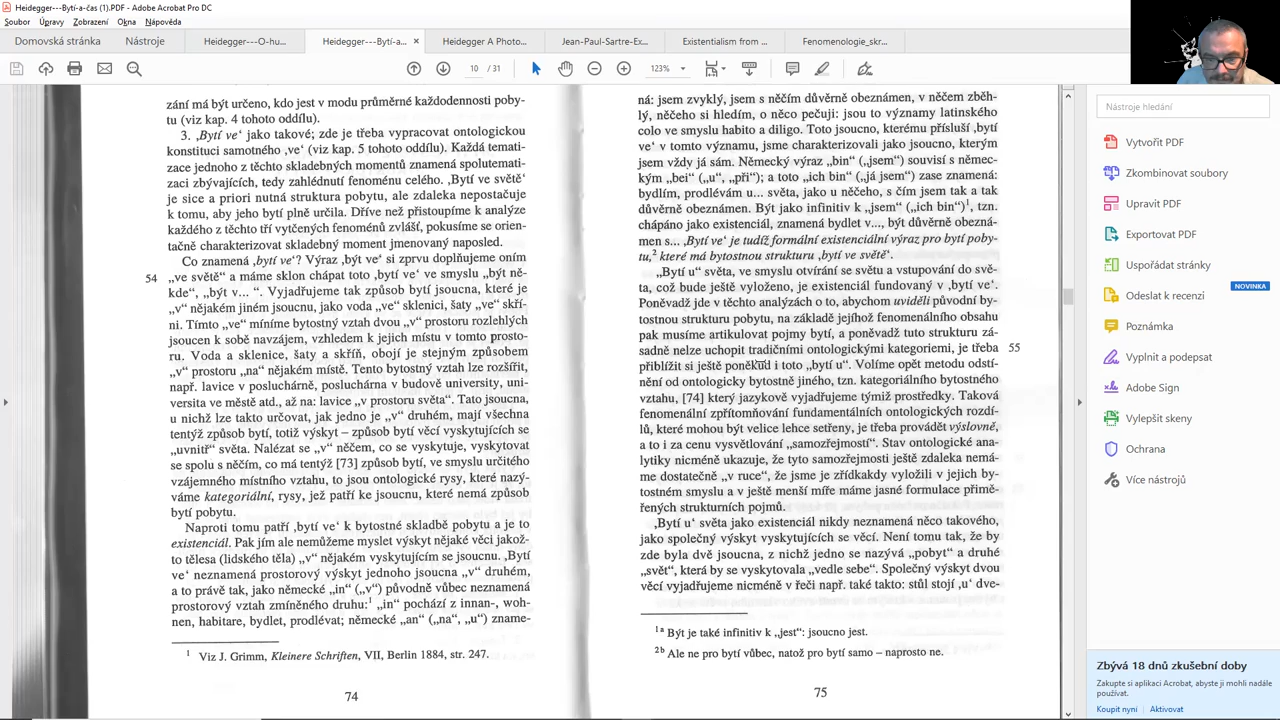 Heidegger---Bytí-a-čas (1).PDF - Adobe Acrobat Pro DC
Soubor Úpravy Zobrazení Okna Nápověda
Domovská stránka Nástroje Heidegger---O-hu... Heidegger---Bytí-a... × Heidegger A Photo... Jean-Paul-Sartre-Ex... Existentialism from ... Fenomenologie_skr...
10 / 31 123%
zání má být určeno, kdo jest v modu průměrné každodennosti poby-
tu (viz kap. 4 tohoto oddílu).
3. ‚Bytí ve‘ jako takové; zde je třeba vypracovat ontologickou
konstituci samotného ‚ve‘ (viz kap. 5 tohoto oddílu). Každá temati-
zace jednoho z těchto skladebných momentů znamená spolutemati-
zaci zbývajících, tedy zahlédnutí fenoménu celého. ‚Bytí ve světě‘
je sice a priori nutná struktura pobytu, ale zdaleka nepostačuje
k tomu, aby jeho bytí plně určila. Dříve než přistoupíme k analýze
každého z těchto tří vytčených fenoménů zvlášť, pokusíme se orien-
tačně charakterizovat skladebný moment jmenovaný naposled.
Co znamená ‚bytí ve‘? Výraz ‚být ve‘ si zprvu doplňujeme oním
54 „ve světě“ a máme sklon chápat toto ‚bytí ve‘ ve smyslu „být ně-
kde“, „být v... “. Vyjadřujeme tak způsob bytí jsoucna, které je
„v“ nějakém jiném jsoucnu, jako voda „ve“ sklenici, šaty „ve“ skří-
ni. Tímto „ve“ míníme bytostný vztah dvou „v“ prostoru rozlehlých
jsoucen k sobě navzájem, vzhledem k jejich místu v tomto prosto-
ru. Voda a sklenice, šaty a skříň, obojí je stejným způsobem
„v“ prostoru „na“ nějakém místě. Tento bytostný vztah lze rozšířit,
např. lavice v posluchárně, posluchárna v budově university, uni-
versita ve městě atd., až na: lavice „v prostoru světa“. Tato jsoucna,
u nichž lze takto určovat, jak jedno je „v“ druhém, mají všechna
tentýž způsob bytí, totiž výskyt – způsob bytí věcí vyskytujících se
„uvnitř“ světa. Nalézat se „v“ něčem, co se vyskytuje, vyskytovat
se spolu s něčím, co má tentýž [73] způsob bytí, ve smyslu určitého
vzájemného místního vztahu, to jsou ontologické rysy, které nazý-
váme kategoriální, rysy, jež patří ke jsoucnu, které nemá způsob
bytí pobytu.
Naproti tomu patří ‚bytí ve‘ k bytostné skladbě pobytu a je to
existenciál. Pak jím ale nemůžeme myslet výskyt nějaké věci jakož-
to tělesa (lidského těla) „v“ nějakém vyskytujícím se jsoucnu. ‚Bytí
ve‘ neznamená prostorový výskyt jednoho jsoucna „v“ druhém,
a to právě tak, jako německé „in“ („v“) původně vůbec neznamená
prostorový vztah zmíněného druhu:¹ „in“ pochází z innan-, woh-
nen, habitare, bydlet, prodlévat; německé „an“ („na“, „u“) zname-
¹ Viz J. Grimm, Kleinere Schriften, VII, Berlin 1884, str. 247.
74
ná: jsem zvyklý, jsem s něčím důvěrně obeznámen, v něčem zběh-
lý, něčeho si hledím, o něco pečuji: jsou to významy latinského
colo ve smyslu habito a diligo. Toto jsoucno, kterému přísluší ‚bytí
ve‘ v tomto významu, jsme charakterizovali jako jsoucno, kterým
jsem vždy já sám. Německý výraz „bin“ („jsem“) souvisí s němec-
kým „bei“ („u“, „při“); a toto „ich bin“ („já jsem“) zase znamená:
bydlím, prodlévám u... světa, jako u něčeho, s čím jsem tak a tak
důvěrně obeznámen. Být jako infinitiv k „jsem“ („ich bin“)¹, tzn.
chápáno jako existenciál, znamená bydlet v..., být důvěrně obezná-
men s... ‚Bytí ve‘ je tudíž formální existenciální výraz pro bytí poby-
tu,² které má bytostnou strukturu ‚bytí ve světě‘.
„Bytí u“ světa, ve smyslu otvírání se světu a vstupování do svě-
ta, což bude ještě vyloženo, je existenciál fundovaný v ‚bytí ve‘.
Poněvadž jde v těchto analýzách o to, abychom uviděli původní by-
tostnou strukturu pobytu, na základě jejíhož fenomenálního obsahu
pak musíme artikulovat pojmy bytí, a poněvadž tuto strukturu zá-
sadně nelze uchopit tradičními ontologickými kategoriemi, je třeba 55
přiblížit si ještě poněkud i toto „bytí u“. Volíme opět metodu odstí-
nění od ontologicky bytostně jiného, tzn. kategoriálního bytostného
vztahu, [74] který jazykově vyjadřujeme týmiž prostředky. Taková
fenomenální zpřítomňování fundamentálních ontologických rozdí-
lů, které mohou být velice lehce setřeny, je třeba provádět výslovně,
a to i za cenu vysvětlování „samozřejmostí“. Stav ontologické ana-
lytiky nicméně ukazuje, že tyto samozřejmosti ještě zdaleka nemá-
me dostatečně „v ruce“, že jsme je zřídkakdy vyložili v jejich by-
tostném smyslu a v ještě menší míře máme jasné formulace přimě-
řených strukturních pojmů.
‚Bytí u‘ světa jako existenciál nikdy neznamená něco takového,
jako společný výskyt vyskytujících se věcí. Není tomu tak, že by
zde byla dvě jsoucna, z nichž jedno se nazývá „pobyt“ a druhé
„svět“, která by se vyskytovala „vedle sebe“. Společný výskyt dvou
věcí vyjadřujeme nicméně v řeči např. také takto: stůl stojí ‚u‘ dve-
¹ᵃ Být je také infinitiv k „jest“: jsoucno jest.
²ᵇ Ale ne pro bytí vůbec, natož pro bytí samo – naprosto ne.
75
Nástroje hledání
Vytvořit PDF
Zkombinovat soubory
Upravit PDF
Exportovat PDF
Uspořádat stránky
NOVINKA
Odeslat k recenzi
Poznámka
Vyplnit a podepsat
Adobe Sign
Vylepšit skeny
Ochrana
Více nástrojů
Zbývá 18 dnů zkušební doby
Zakupte si aplikaci Acrobat, abyste ji mohli nadále
používat.
Koupit nyní Aktivovat